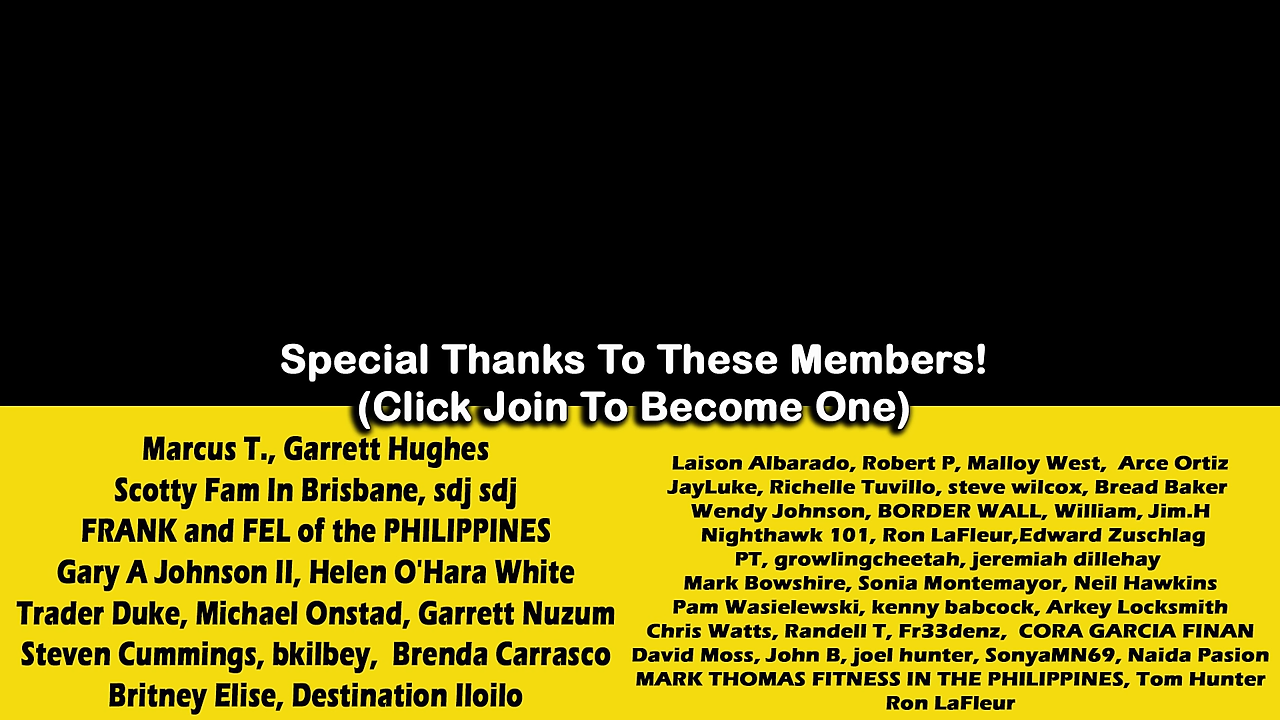 Special Thanks To These Members!
(Click Join To Become One)
Marcus T., Garrett Hughes
Scotty Fam In Brisbane, sdj sdj
FRANK and FEL of the PHILIPPINES
Gary A Johnson II, Helen O'Hara White
Trader Duke, Michael Onstad, Garrett Nuzum
Steven Cummings, bkilbey,  Brenda Carrasco
Britney Elise, Destination Iloilo
Laison Albarado, Robert P, Malloy West,  Arce Ortiz
JayLuke, Richelle Tuvillo, steve wilcox, Bread Baker
Wendy Johnson, BORDER WALL, William, Jim.H
Nighthawk 101, Ron LaFleur,Edward Zuschlag
PT, growlingcheetah, jeremiah dillehay
Mark Bowshire, Sonia Montemayor, Neil Hawkins
Pam Wasielewski, kenny babcock, Arkey Locksmith
Chris Watts, Randell T, Fr33denz,  CORA GARCIA FINAN
David Moss, John B, joel hunter, SonyaMN69, Naida Pasion
MARK THOMAS FITNESS IN THE PHILIPPINES, Tom Hunter
Ron LaFleur